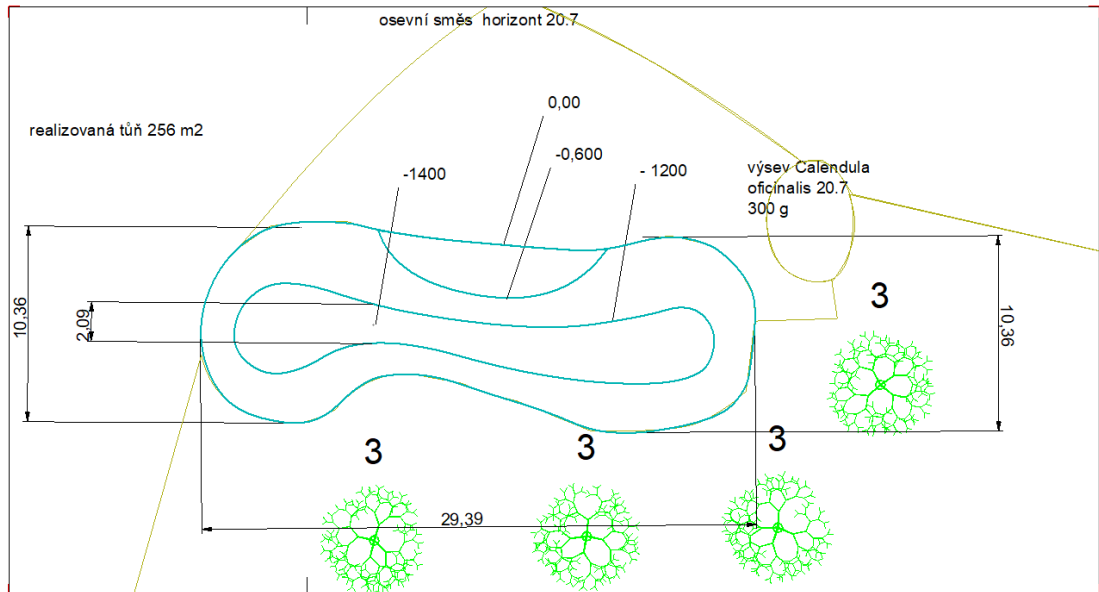 osevní směs  horizont 20.7
0,00
realizovaná tůň 256 m2
-0,600
-1400
- 1200
výsev Calendula
oficinalis 20.7
300 g
10,36
2,09
3
10,36
3
3
3
29,39